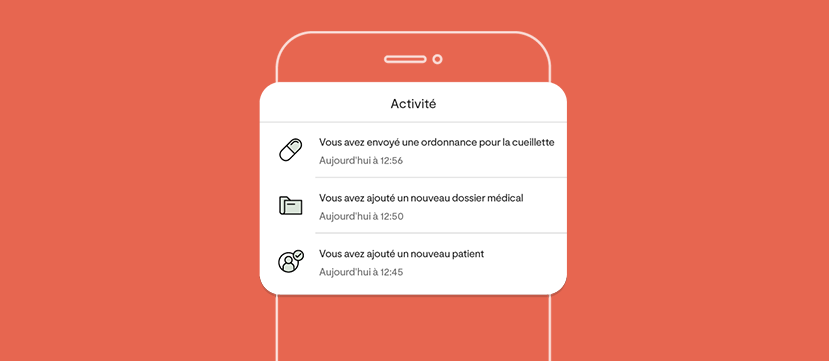 Activité
Vous avez envoyé une ordonnance pour la cueillette
Aujourd'hui à 12:56
Vous avez ajouté un nouveau dossier médical
Aujourd'hui à 12:50
Vous avez ajouté un nouveau patient
Aujourd'hui à 12:45